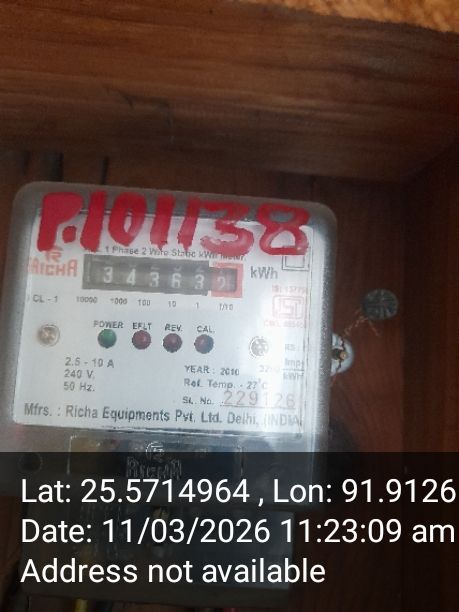 P.101138
1 Phase 2 Wire Static kWh Meter
RICHA
34363 2 kWh
CL - 1 10000 1000 100 10 1 1/10
POWER EFLT REV. CAL.
2.5 - 10 A
240 V.
50 Hz.
YEAR : 2010
Ref. Temp. - 27°C
SL. No. 229126
Mfrs. : Richa Equipments Pvt. Ltd. Delhi, (INDIA)
RICHA
Lat: 25.5714964 , Lon: 91.9126
Date: 11/03/2026 11:23:09 am
Address not available